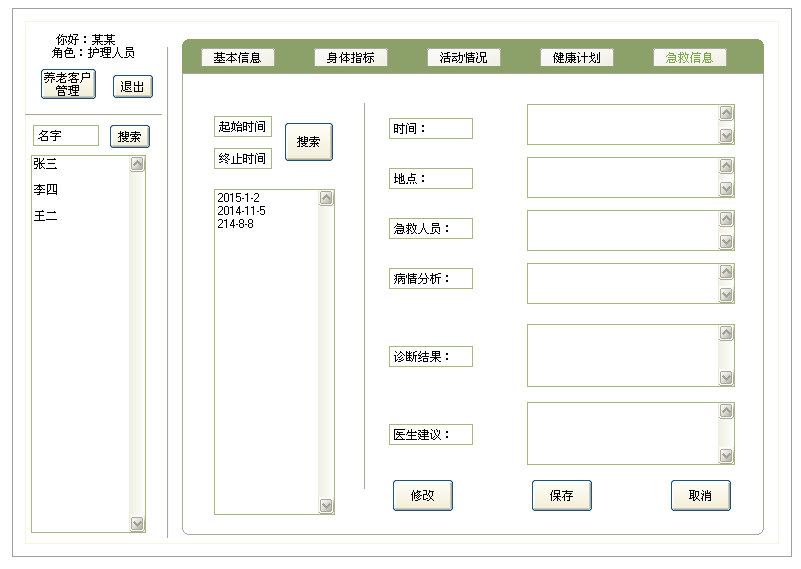 你好：某某
角色：护理人员
养老客户
管理
退出
名字
搜索
张三
李四
王二
基本信息
身体指标
活动情况
健康计划
急救信息
起始时间
终止时间
搜索
2015-1-2
2014-11-5
214-8-8
时间：
地点：
急救人员：
病情分析：
诊断结果：
医生建议：
修改
保存
取消